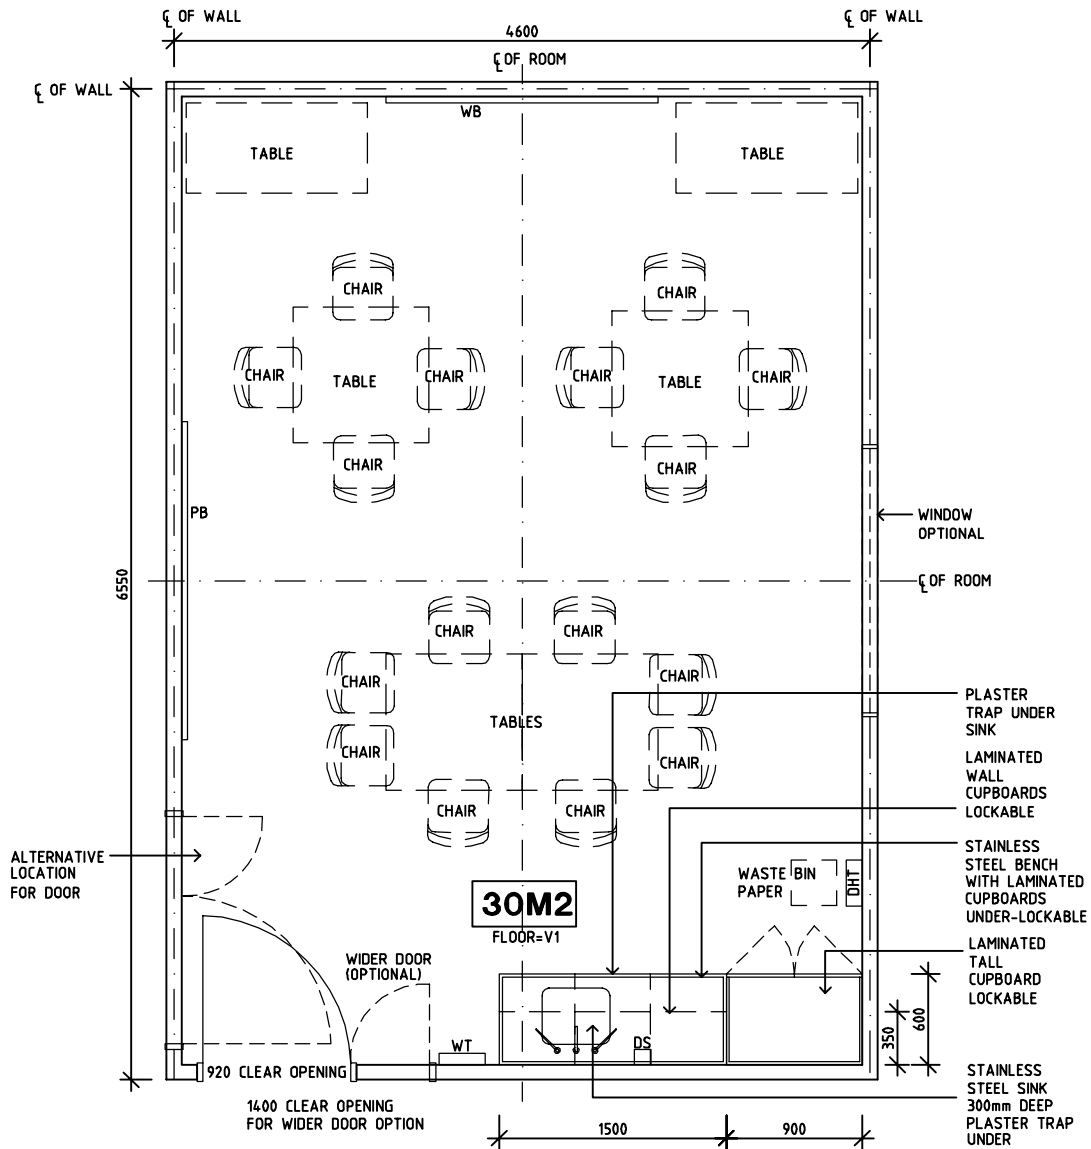 ℄ OF WALL
℄ OF WALL
4600
℄ OF ROOM
℄ OF WALL
WB
TABLE
TABLE
CHAIR
CHAIR
CHAIR
TABLE
CHAIR
CHAIR
TABLE
CHAIR
CHAIR
CHAIR
PB
WINDOW
OPTIONAL
6550
℄ OF ROOM
CHAIR
CHAIR
CHAIR
CHAIR
TABLES
CHAIR
CHAIR
CHAIR
CHAIR
PLASTER
TRAP UNDER
SINK
LAMINATED
WALL
CUPBOARDS
LOCKABLE
ALTERNATIVE
LOCATION
FOR DOOR
STAINLESS
STEEL BENCH
WITH LAMINATED
CUPBOARDS
UNDER-LOCKABLE
WASTE BIN
PAPER
DHT
30M2
FLOOR=V1
WIDER DOOR
(OPTIONAL)
LAMINATED
TALL
CUPBOARD
LOCKABLE
600
350
WT
DS
920 CLEAR OPENING
1400 CLEAR OPENING
FOR WIDER DOOR OPTION
STAINLESS
STEEL SINK
300mm DEEP
PLASTER TRAP
UNDER
1500
900